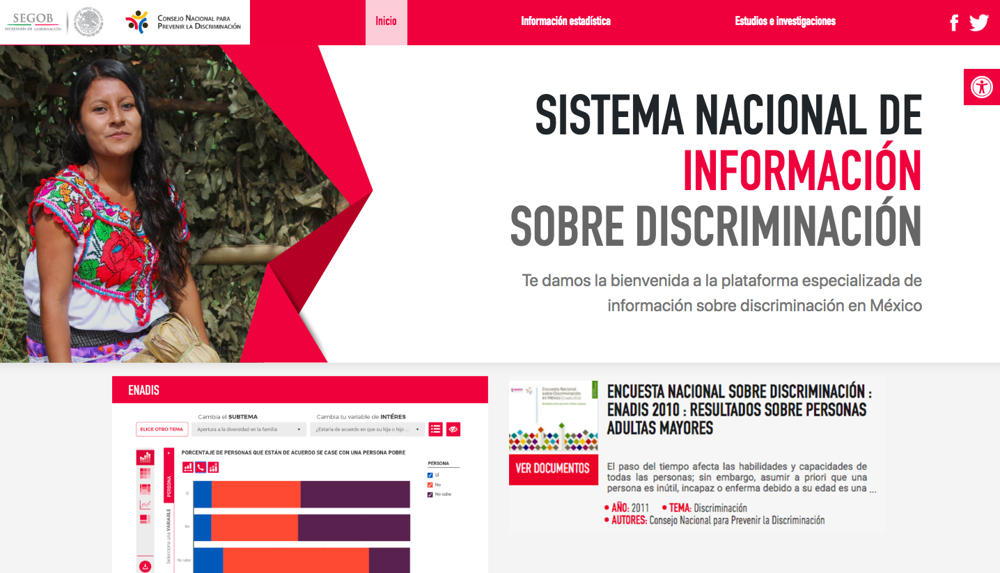 SEGOB
SECRETARÍA DE GOBERNACIÓN
CONSEJO NACIONAL PARA
PREVENIR LA DISCRIMINACIÓN
Inicio
Información estadística
Estudios e investigaciones
SISTEMA NACIONAL DE
INFORMACIÓN
SOBRE DISCRIMINACIÓN
Te damos la bienvenida a la plataforma especializada de
información sobre discriminación en México
ENADIS
Cambia el SUBTEMA
Cambia tu variable de INTÉRES
ELIGE OTRO TEMA
Apertura a la diversidad en la familia
¿Estaría de acuerdo en que su hija o hijo ...
PORCENTAJE DE PERSONAS QUE ESTÁN DE ACUERDO SE CASE CON UNA PERSONA POBRE
PERSONA
Selecciona una VARIABLE
PERSONA
SÍ
No
No sabe
Sí
No
No sabe
Encuesta Nacional
sobre Discriminación
en México
ENCUESTA NACIONAL SOBRE DISCRIMINACIÓN :
ENADIS 2010 : RESULTADOS SOBRE PERSONAS
ADULTAS MAYORES
VER DOCUMENTOS
El paso del tiempo afecta las habilidades y capacidades de
todas las personas; sin embargo, asumir a priori que una
persona es inútil, incapaz o enferma debido a su edad es una ...
• AÑO: 2011 • TEMA: Discriminación
• AUTORES: Consejo Nacional para Prevenir la Discriminación